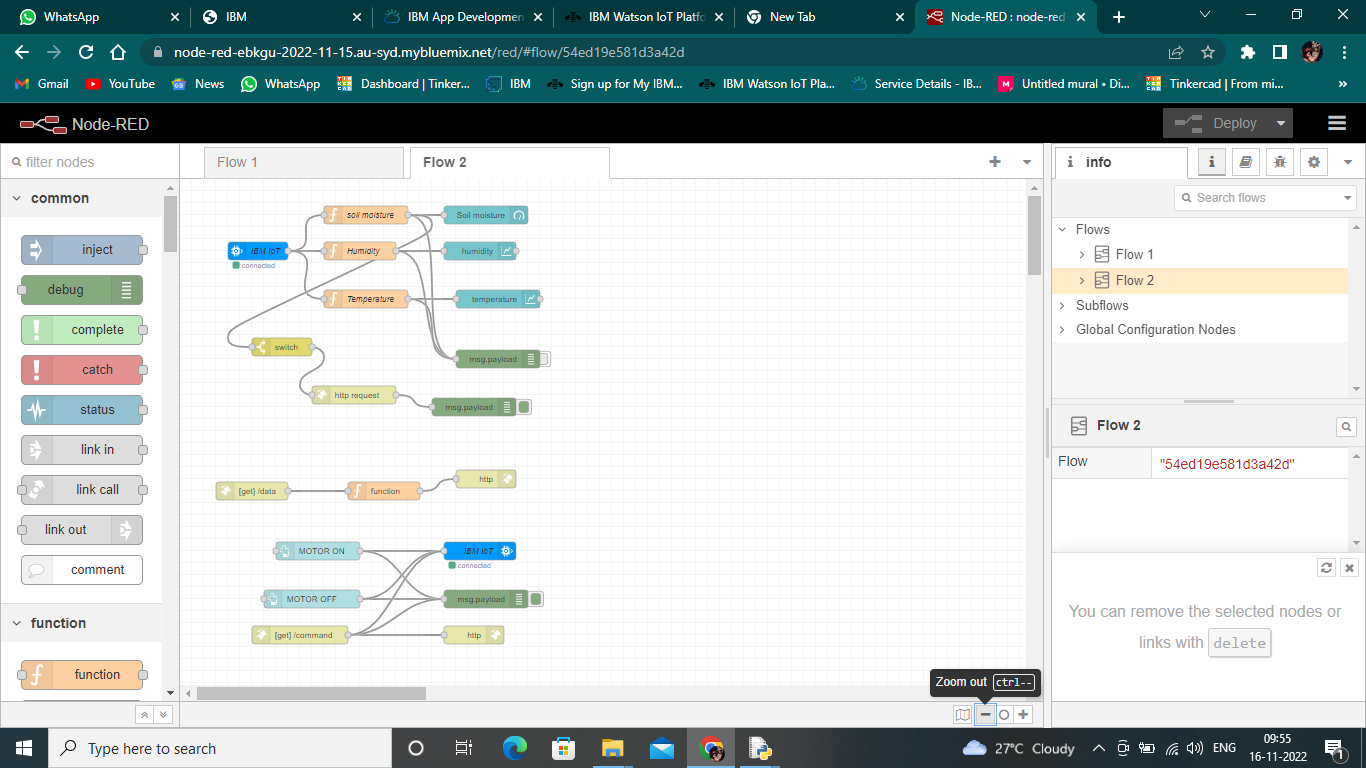 WhatsApp
IBM
IBM App Developmen
IBM Watson IoT Platfo
New Tab
Node-RED : node-red
node-red-ebkgu-2022-11-15.au-syd.mybluemix.net/red/#flow/54ed19e581d3a42d
Gmail
YouTube
News
WhatsApp
Dashboard | Tinker...
IBM
Sign up for My IBM...
IBM Watson IoT Pla...
Service Details - IB...
Untitled mural • Di...
Tinkercad | From mi...
»
Node-RED
Deploy
filter nodes
Flow 1
Flow 2
info
Search flows
common
inject
debug
complete
catch
status
link in
link call
link out
comment
function
function
soil moisture
Soil moisture
IBM IoT
connected
Humidity
humidity
Temperature
temperature
switch
msg.payload
http request
msg.payload
[get] /data
function
http
MOTOR ON
IBM IoT
connected
MOTOR OFF
msg.payload
[get] /command
http
Flows
Flow 1
Flow 2
Subflows
Global Configuration Nodes
Flow 2
Flow
"54ed19e581d3a42d"
You can remove the selected nodes or
links with delete
Zoom out ctrl--
Type here to search
27°C Cloudy
ENG
09:55
16-11-2022
1